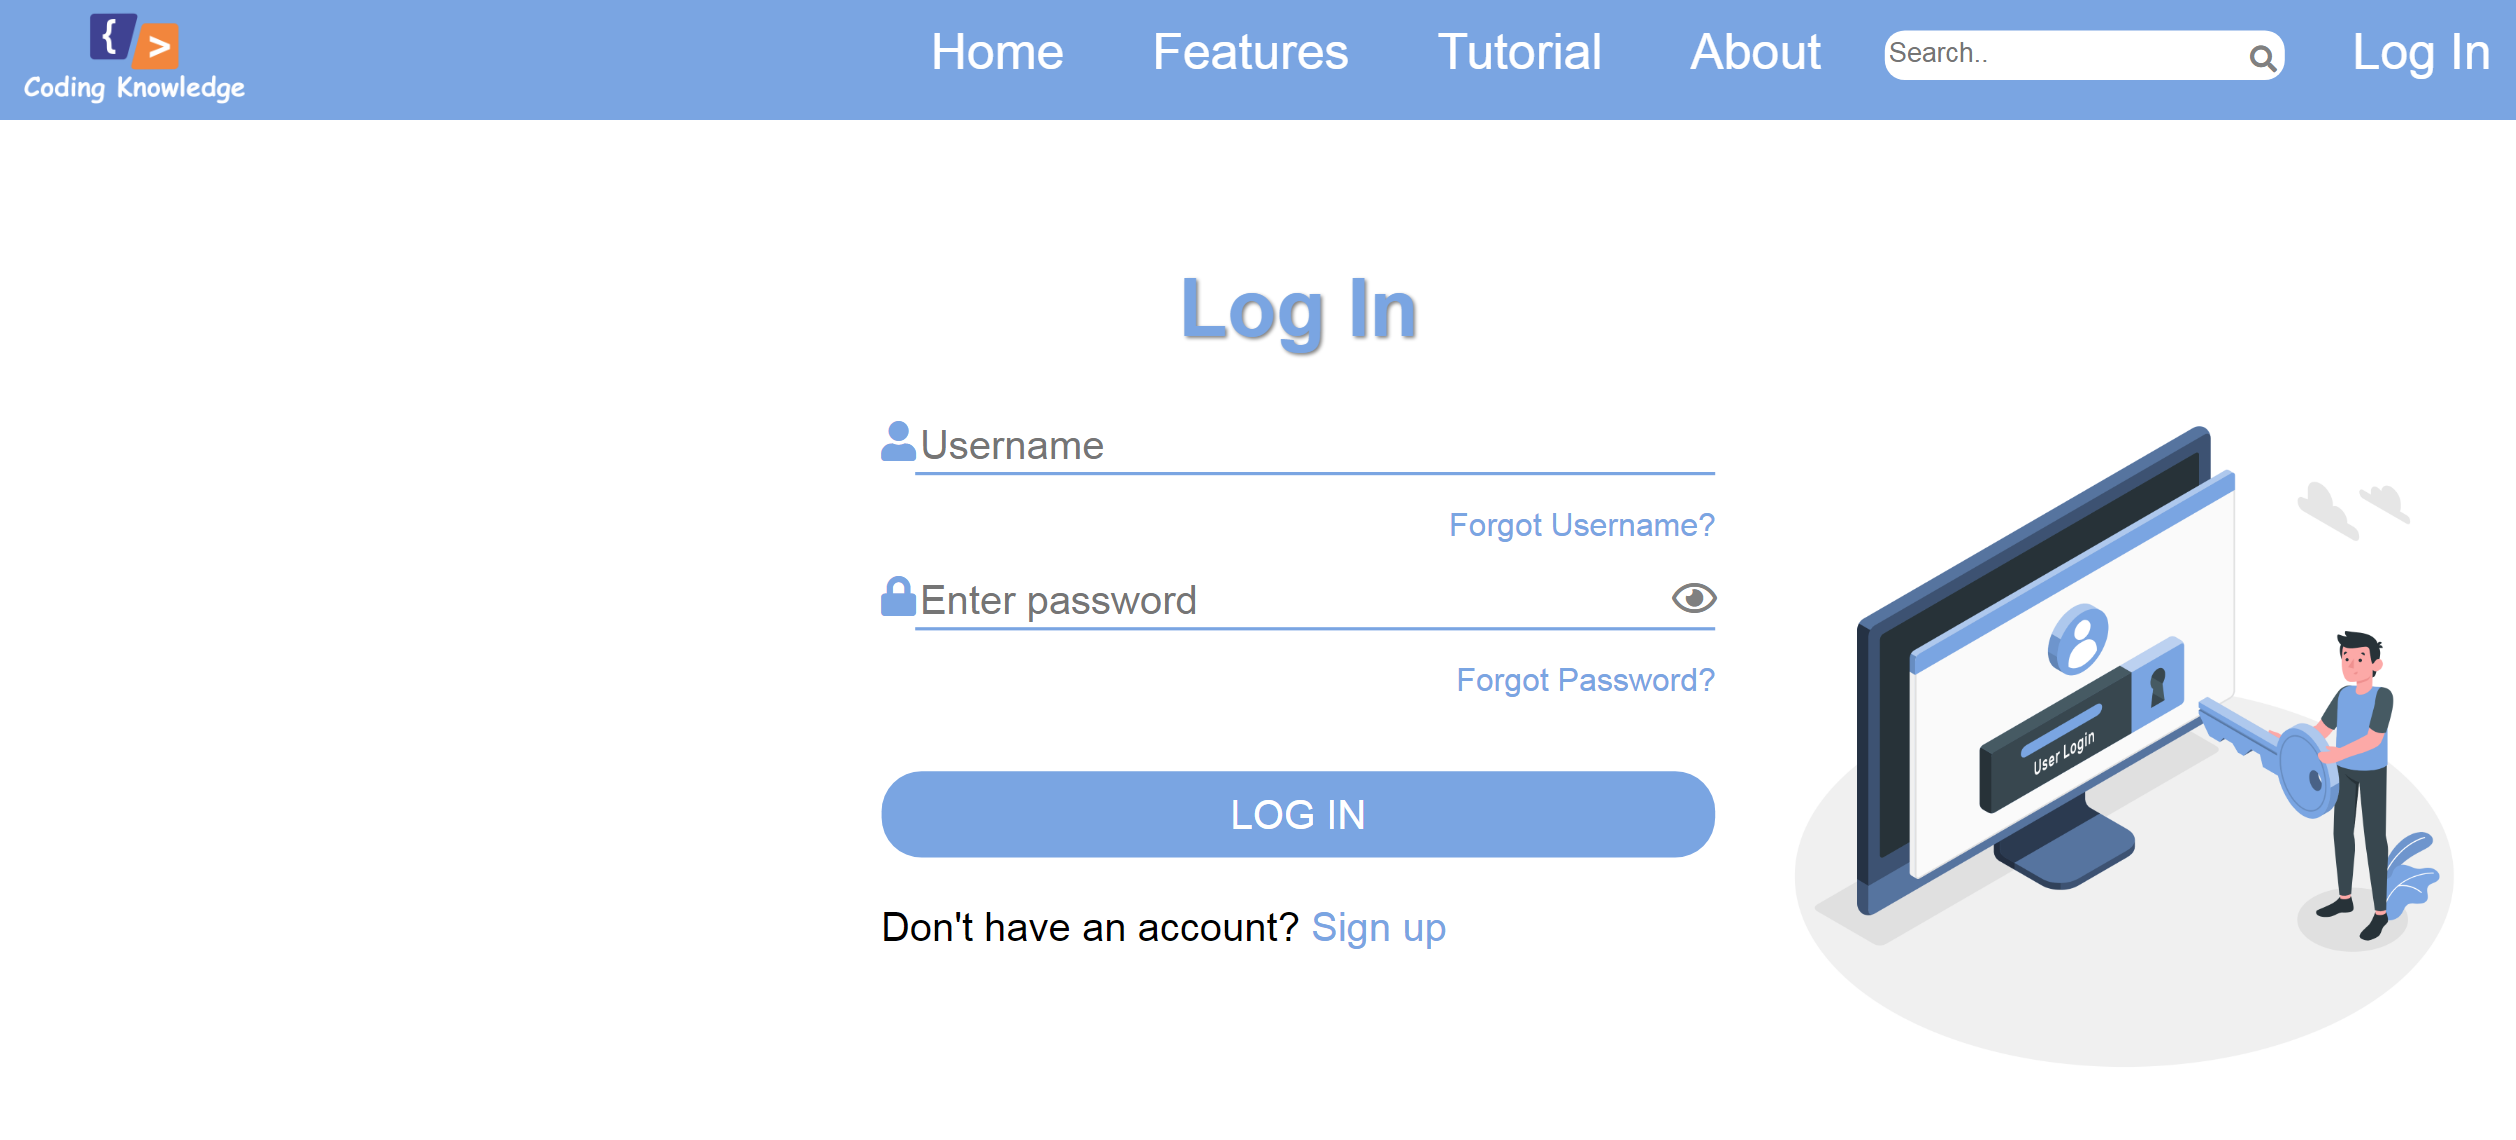 { >
Coding Knowledge
Home Features Tutorial About Search.. Log In
Log In
Username
Forgot Username?
Enter password
Forgot Password?
User Login
LOG IN
Don't have an account? Sign up